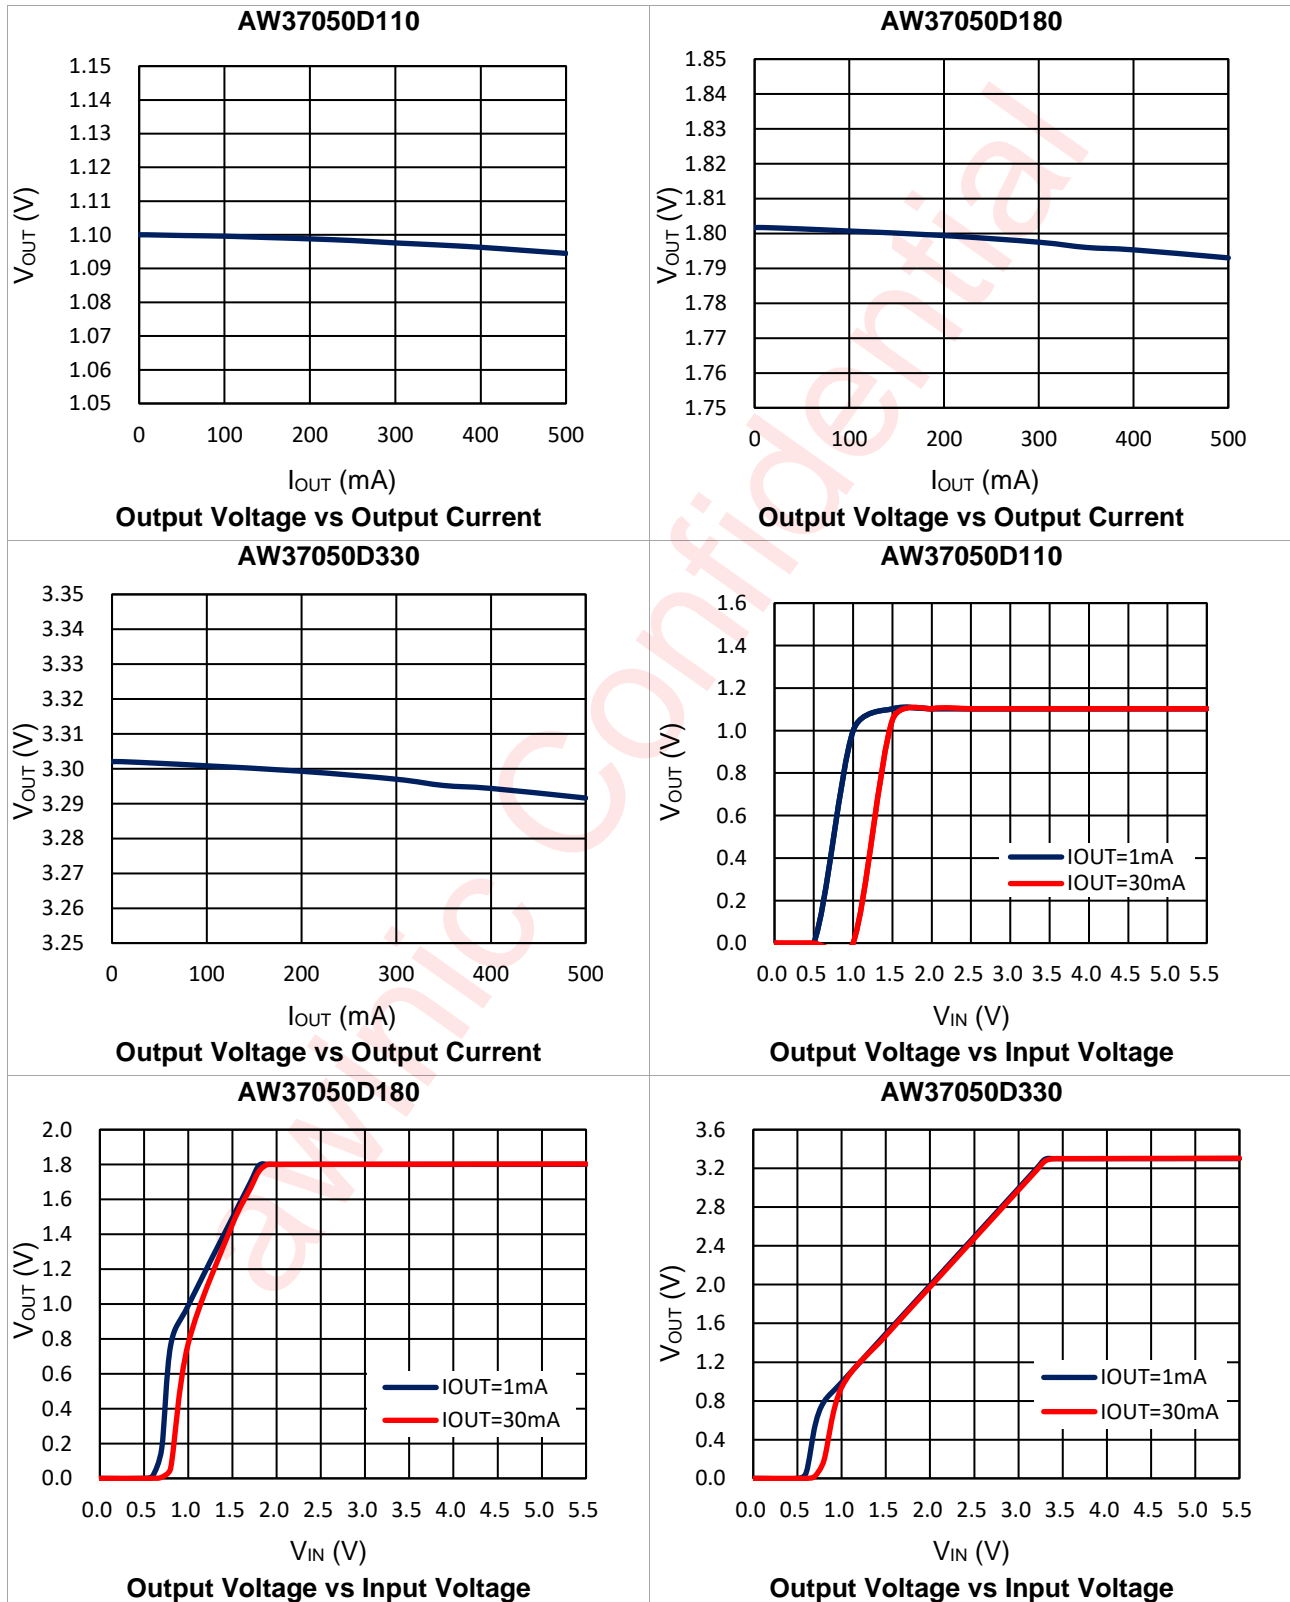 AW37050D110
1.15
1.14
1.13
1.12
1.11
1.10
1.09
1.08
1.07
1.06
1.05
VOUT (V)
0 100 200 300 400 500
IOUT (mA)
Output Voltage vs Output Current
AW37050D180
1.85
1.84
1.83
1.82
1.81
1.80
1.79
1.78
1.77
1.76
1.75
VOUT (V)
0 100 200 300 400 500
IOUT (mA)
Output Voltage vs Output Current
AW37050D330
3.35
3.34
3.33
3.32
3.31
3.30
3.29
3.28
3.27
3.26
3.25
VOUT (V)
0 100 200 300 400 500
IOUT (mA)
Output Voltage vs Output Current
AW37050D110
1.6
1.4
1.2
1.0
0.8
0.6
0.4
0.2
0.0
VOUT (V)
IOUT=1mA
IOUT=30mA
0.0 0.5 1.0 1.5 2.0 2.5 3.0 3.5 4.0 4.5 5.0 5.5
VIN (V)
Output Voltage vs Input Voltage
AW37050D180
2.0
1.8
1.6
1.4
1.2
1.0
0.8
0.6
0.4
0.2
0.0
VOUT (V)
IOUT=1mA
IOUT=30mA
0.0 0.5 1.0 1.5 2.0 2.5 3.0 3.5 4.0 4.5 5.0 5.5
VIN (V)
Output Voltage vs Input Voltage
AW37050D330
3.6
3.2
2.8
2.4
2.0
1.6
1.2
0.8
0.4
0.0
VOUT (V)
IOUT=1mA
IOUT=30mA
0.0 0.5 1.0 1.5 2.0 2.5 3.0 3.5 4.0 4.5 5.0 5.5
VIN (V)
Output Voltage vs Input Voltage
awinic Confidential